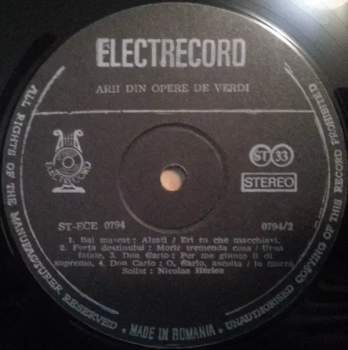 ELECTRECORD
ARII DIN OPERE DE VERDI
ELECTRECORD
ST 33
STEREO
ST-ECE 0794
0794/2
1. Bal mascat: Alzati / Eri tu che macchiavi,
2. Forța destinului: Morir tremenda cosa / Urna
fatale, 3. Don Carlo: Per me giunto il di
supremo, 4. Don Carlo: O, Carlo, ascolta / Io morrò
Solist: Nicolae Herlea
ALL RIGHTS OF THE MANUFACTURER RESERVED
MADE IN ROMANIA
UNAUTHORISED COPYING OF THIS RECORD PROHIBITED